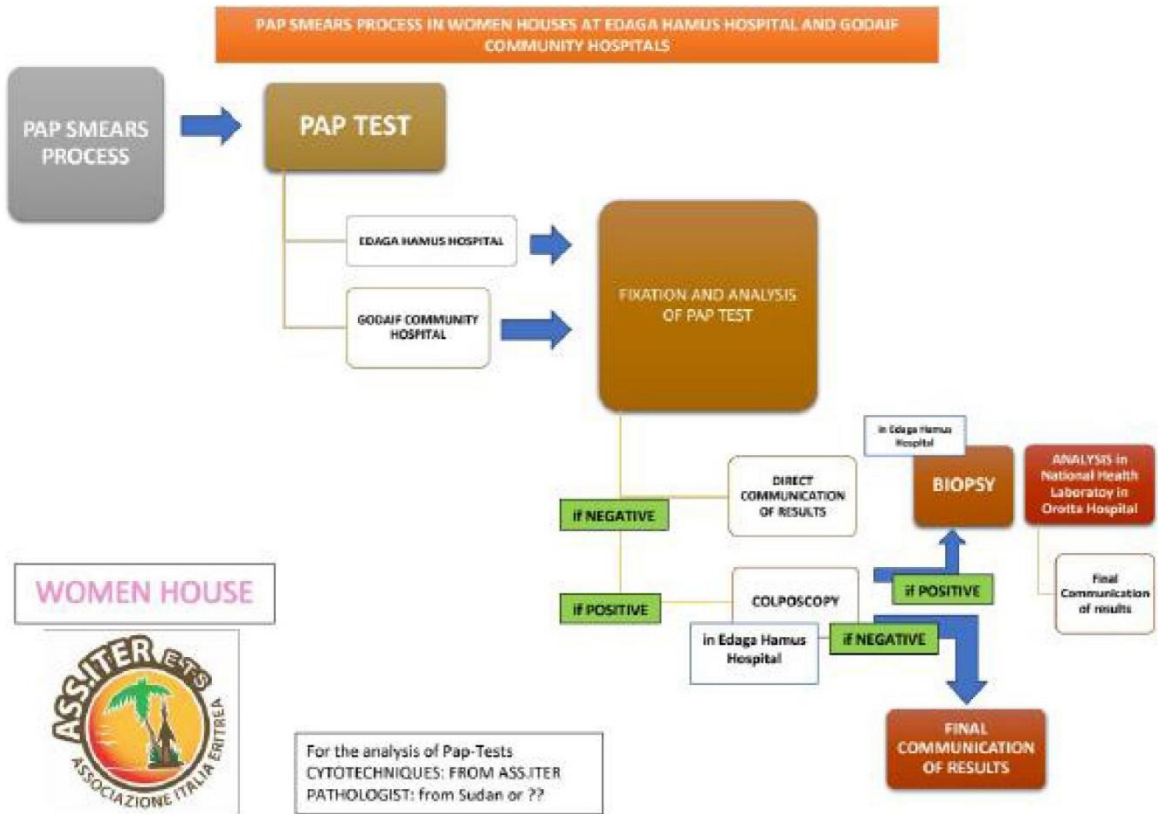 PAP SMEARS PROCESS IN WOMEN HOUSES AT EDAGA HAMUS HOSPITAL AND GODAIF
COMMUNITY HOSPITALS
PAP SMEARS
PROCESS
PAP TEST
EDAGA HAMUS HOSPITAL
GODAIF COMMUNITY
HOSPITAL
FIXATION AND ANALYSIS
OF PAP TEST
if NEGATIVE
DIRECT
COMMUNICATION
OF RESULTS
if POSITIVE
COLPOSCOPY
in Edaga Hamus
Hospital
if POSITIVE
if NEGATIVE
in Edaga Hamus
Hospital
BIOPSY
ANALYSIS in
National Health
Laboratoy in
Orotta Hospital
Final
Communication
of results
FINAL
COMMUNICATION
OF RESULTS
WOMEN HOUSE
ASS.ITER ETS
ASSOCIAZIONE ITALIA ERITREA
For the analysis of Pap-Tests
CYTOTECHNIQUES: FROM ASS.ITER
PATHOLOGIST: from Sudan or ??